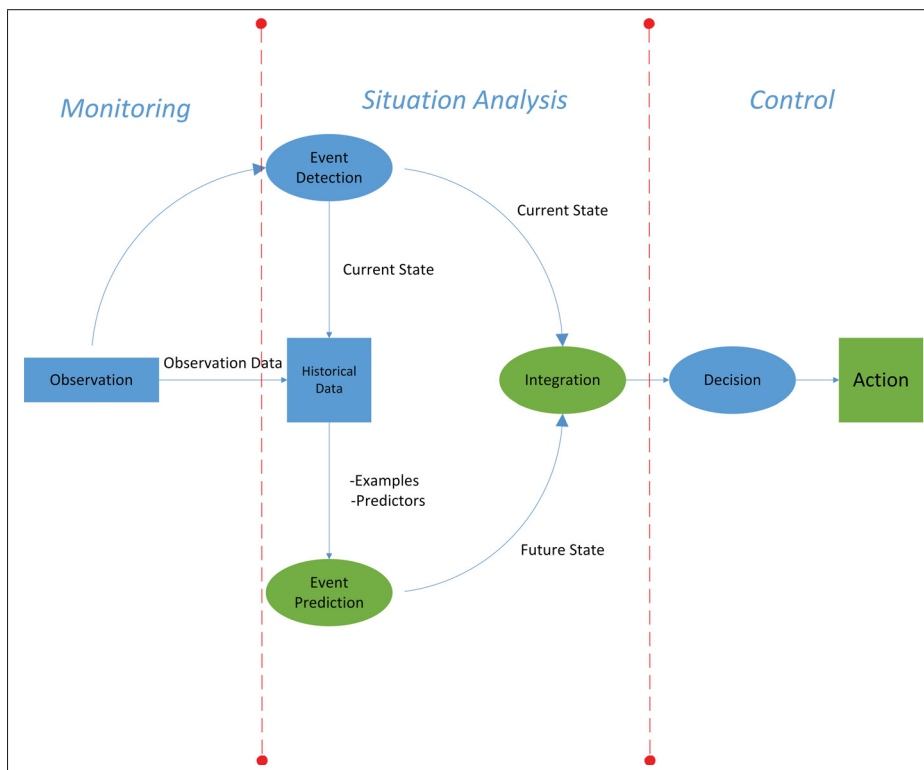 Monitoring
Situation Analysis
Control
Event
Detection
Current State
Current State
Observation Data
Observation
Historical
Data
Integration
Decision
Action
-Examples
-Predictors
Future State
Event
Prediction